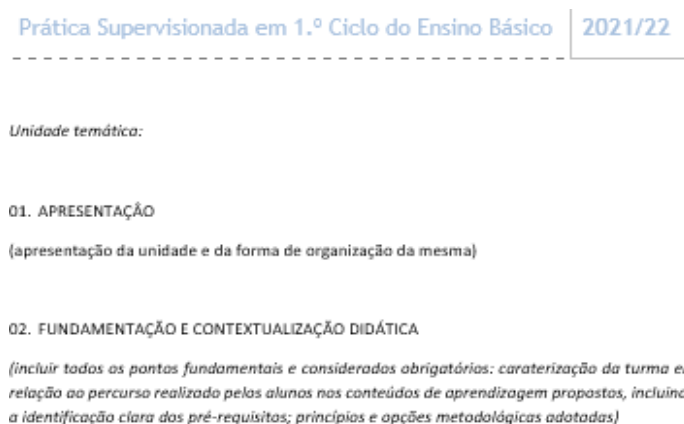 Prática Supervisionada em 1.º Ciclo do Ensino Básico 2021/22
Unidade temática:
01. APRESENTAÇÃO
(apresentação da unidade e da forma de organização da mesma)
02. FUNDAMENTAÇÃO E CONTEXTUALIZAÇÃO DIDÁTICA
(incluir todos os pontos fundamentais e considerados obrigatórios: caraterização da turma e
relação ao percurso realizado pelos alunos nos conteúdos de aprendizagem propostos, incluind
a identificação clara dos pré-requisitos; princípios e opções metodológicas adotadas)